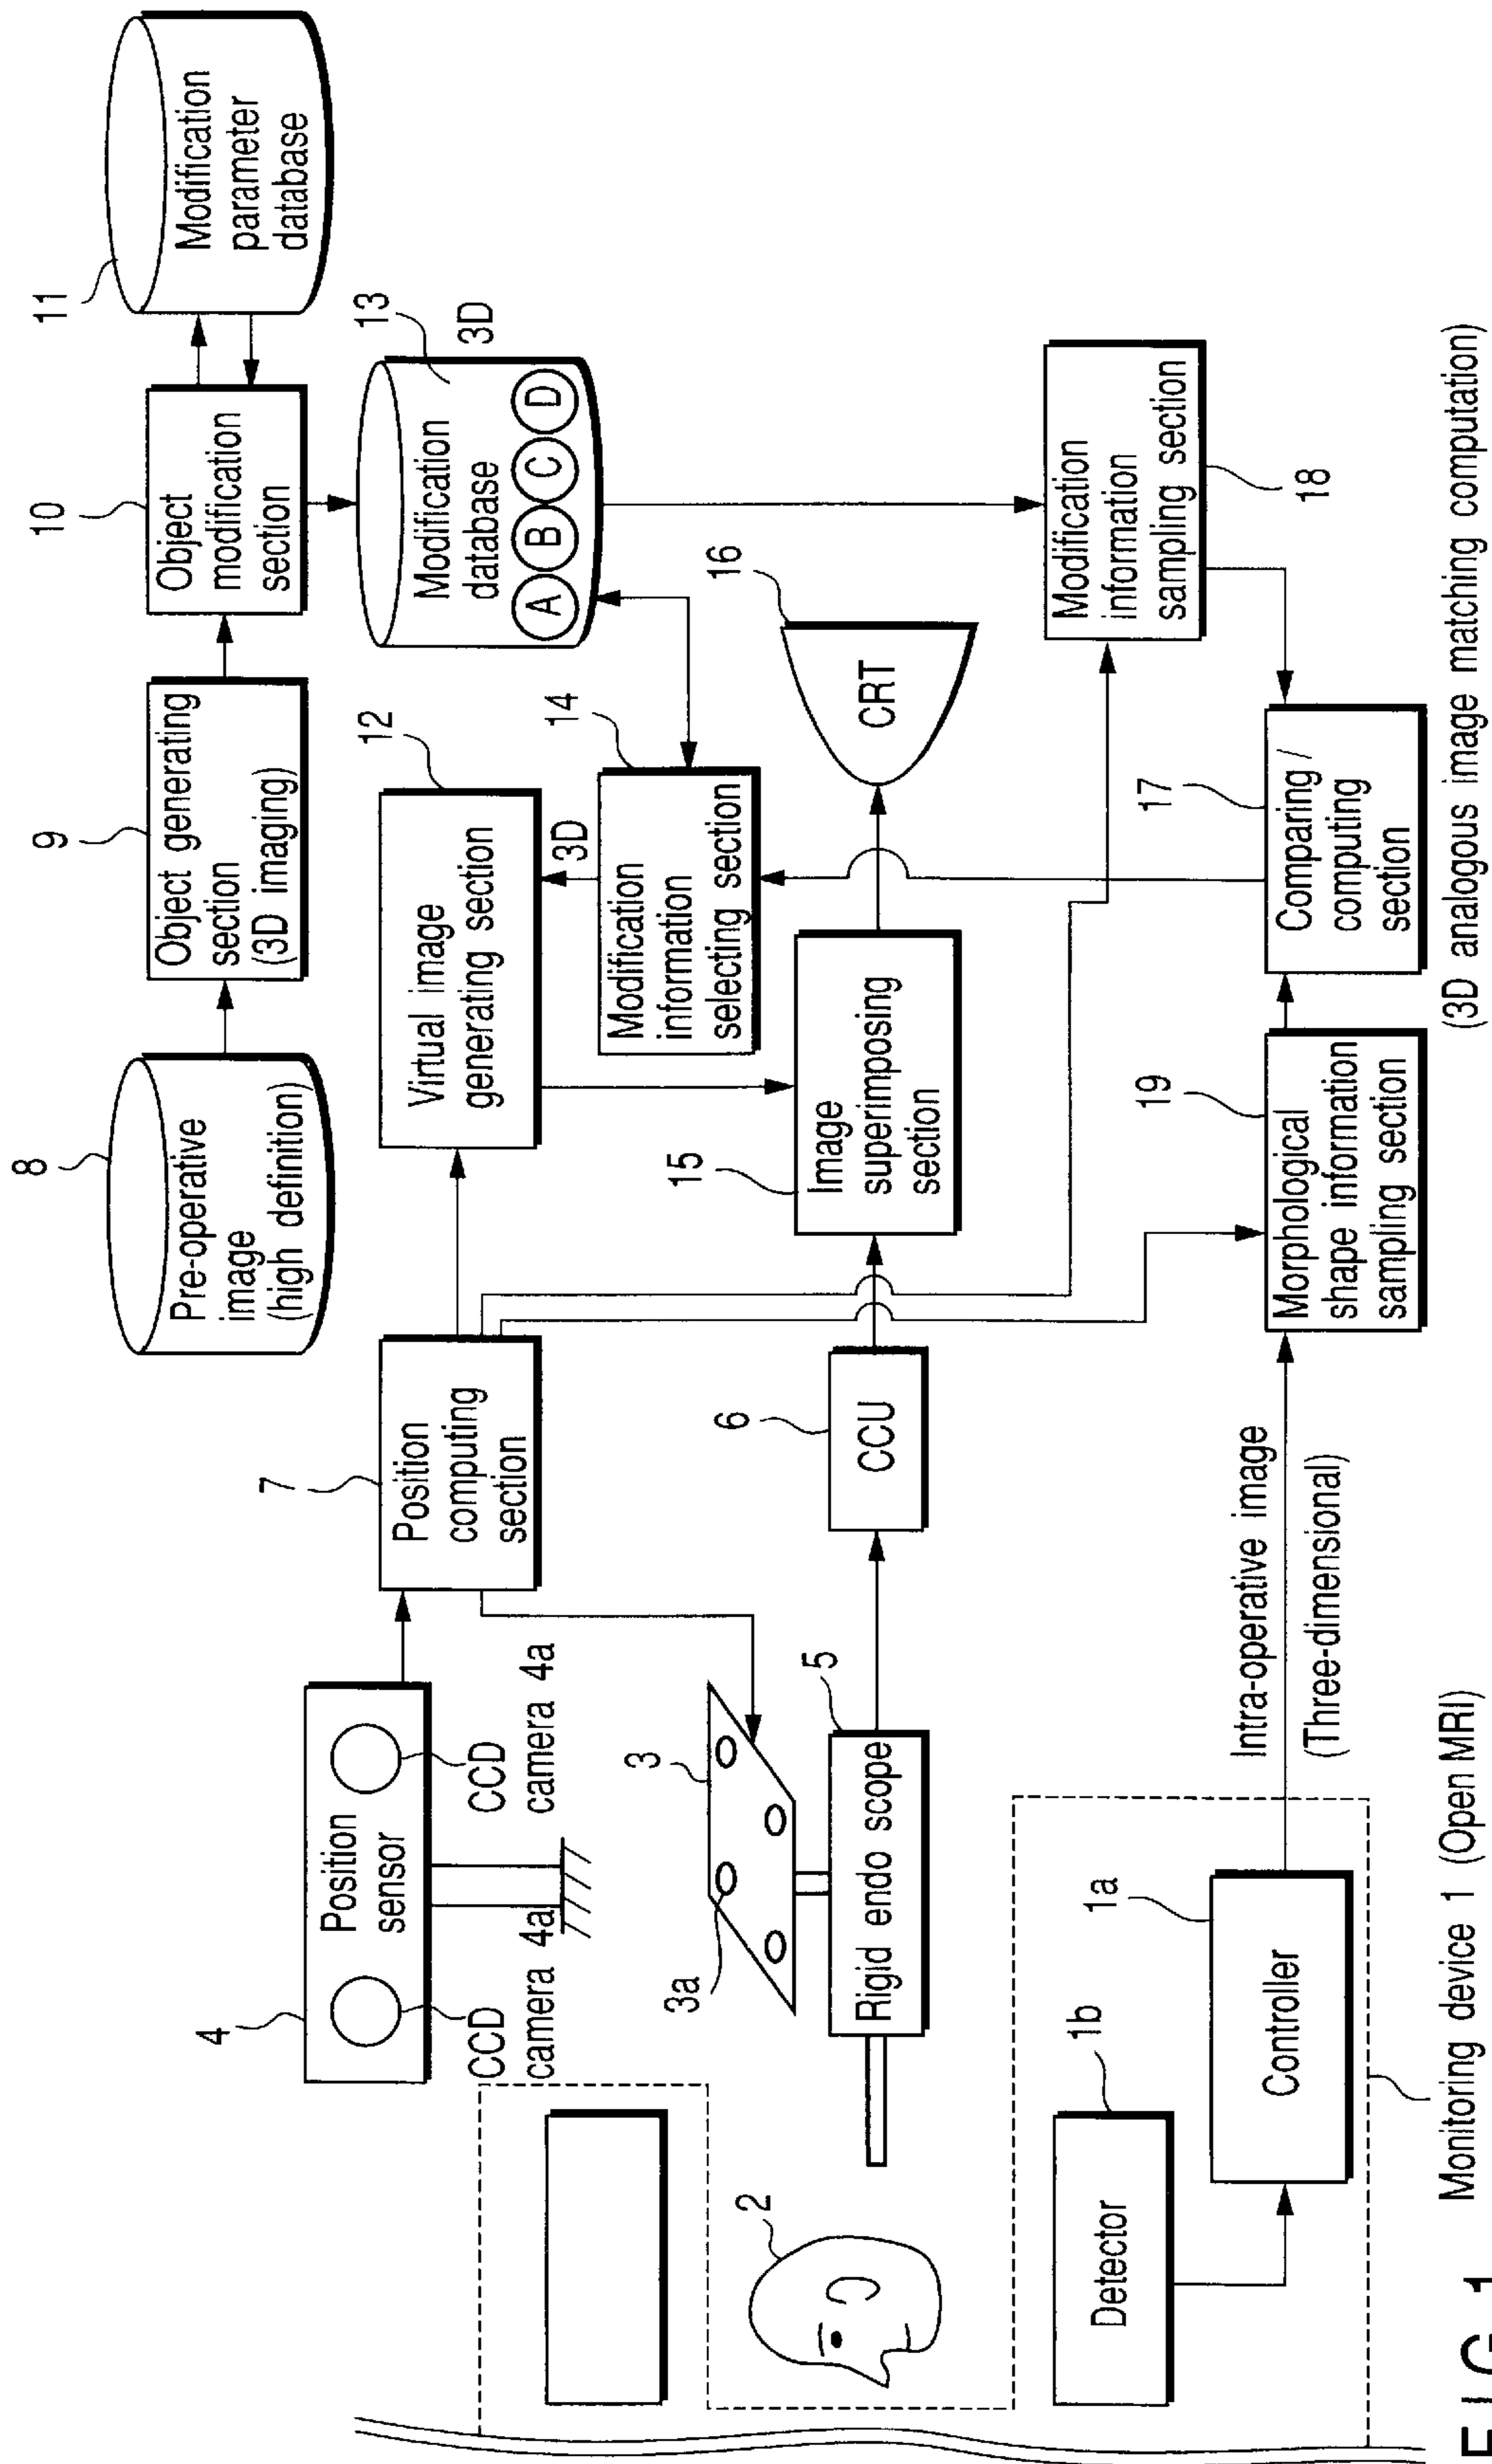 8
Pre-operative
image
(high definition)
9
Object generating
section
(3D imaging)
10
Object
modification
section
11
Modification
parameter
database
4
Position
sensor
CCD
camera 4a
CCD
camera 4a
7
Position
computing
section
12
Virtual image
generating section
3D
13
3D
Modification
database
A B C D
14
Modification
information
selecting section
2
3
3a
5
Rigid endo scope
6
CCU
15
Image
superimposing
section
16
CRT
1b
Detector
1a
Controller
Intra-operative image
(Three-dimensional)
19
Morphological
shape information
sampling section
17
Comparing /
computing
section
18
Modification
information
sampling section
(3D analogous image matching computation)
Monitoring device 1 (Open MRI)
FIG. 1